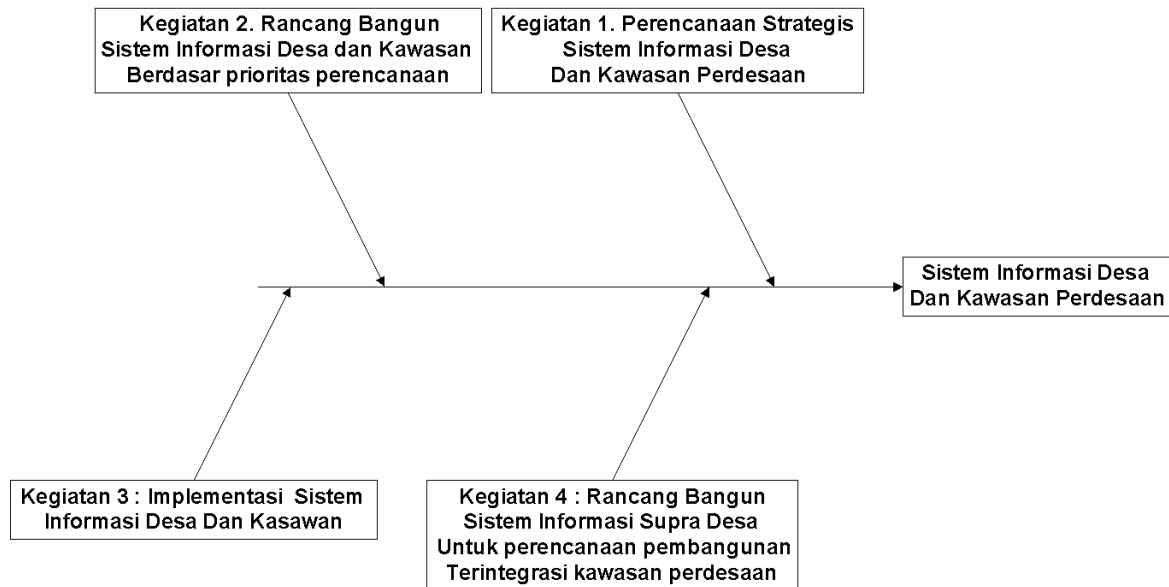 Kegiatan 2. Rancang Bangun
Sistem Informasi Desa dan Kawasan
Berdasar prioritas perencanaan
Kegiatan 1. Perencanaan Strategis
Sistem Informasi Desa
Dan Kawasan Perdesaan
Sistem Informasi Desa
Dan Kawasan Perdesaan
Kegiatan 3 : Implementasi Sistem
Informasi Desa Dan Kasawan
Kegiatan 4 : Rancang Bangun
Sistem Informasi Supra Desa
Untuk perencanaan pembangunan
Terintegrasi kawasan perdesaan